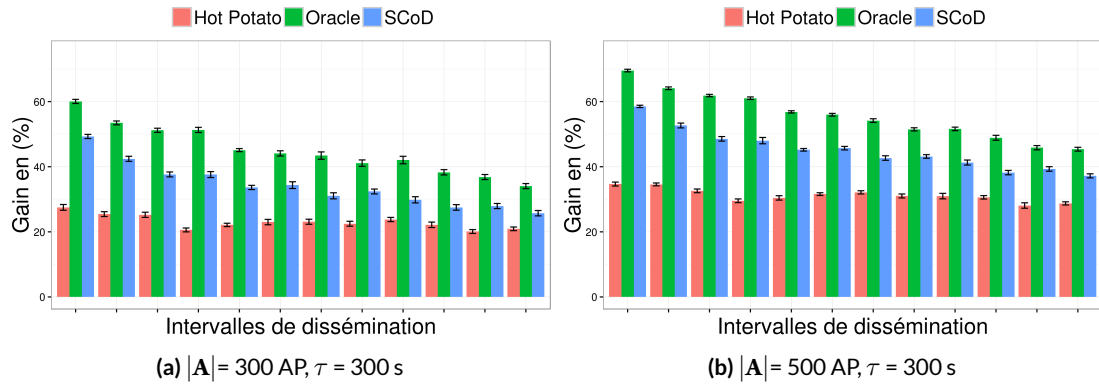 Hot Potato Oracle SCoD
Gain en (%)
60
40
20
0
Intervalles de dissémination
(a) |A| = 300 AP, τ = 300 s
Hot Potato Oracle SCoD
Gain en (%)
60
40
20
0
Intervalles de dissémination
(b) |A| = 500 AP, τ = 300 s